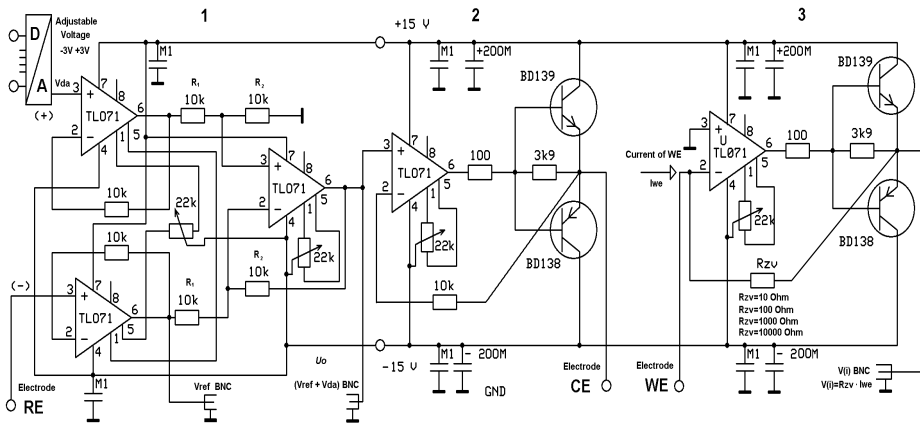 1
2
3
D
A
Adjustable
Voltage
-3V +3V
Vda
(+)
3
+
2
−
TL071
7
8
6
1
5
4
M1
R₁
10k
R₂
10k
10k
22k
10k
3
+
2
−
TL071
7
8
6
1
5
4
22k
(−)
3
+
2
−
TL071
7
8
6
1
5
4
R₁
10k
R₂
10k
M1
Electrode
RE
Vref BNC
Uo
(Vref + Vda) BNC
+15 V
-15 V
M1
+200M
3
+
2
−
TL071
7
8
6
1
5
4
22k
100
3k9
10k
BD139
BD138
M1
− 200M
GND
Electrode
CE
M1
+200M
Current of WE
Iwe
3
+
U
2
−
TL071
7
8
6
1
5
4
22k
100
3k9
BD139
BD138
Rzv
Rzv=10 Ohm
Rzv=100 Ohm
Rzv=1000 Ohm
Rzv=10000 Ohm
Electrode
WE
M1
− 200M
V(i) BNC
V(i)=Rzv · Iwe